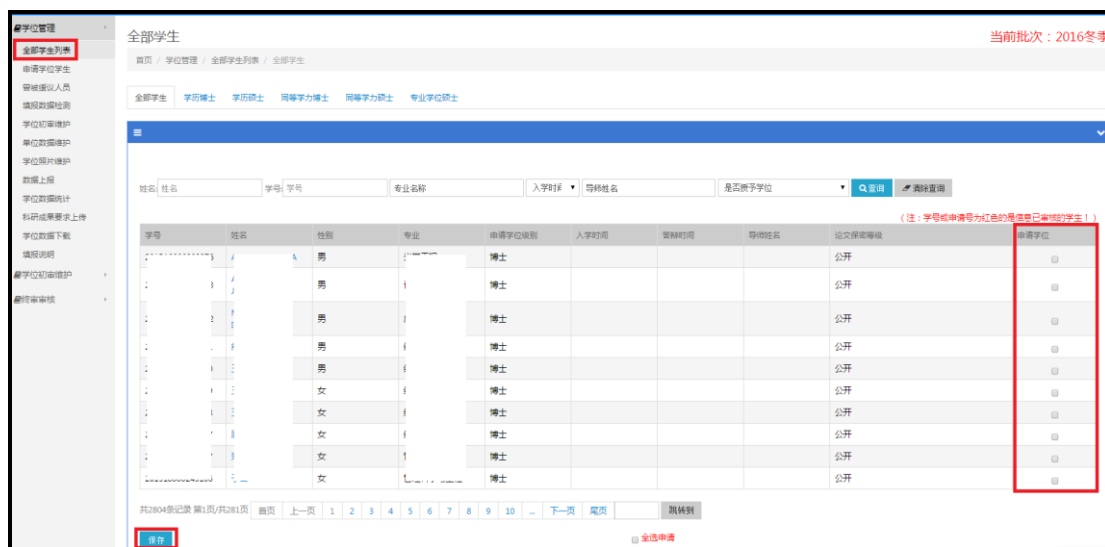 学位管理
全部学生列表
申请学位学生
曾被缓议人员
填报数据检测
学位初审维护
单位数据维护
学位照片维护
数据上报
学位数据统计
科研成果要求上传
学位数据下载
填报说明
学位初审维护
终审审核
全部学生
当前批次：2016冬季
首页 / 学位管理 / 全部学生列表 / 全部学生
全部学生 学历博士 学历硕士 同等学力博士 同等学力硕士 专业学位硕士
姓名: 姓名 学号: 学号 专业名称 入学时 导师姓名 是否授予学位 查询 清除查询
（注：学号或申请号为红色的是信息已审核的学生！）
学号 姓名 性别 专业 申请学位级别 入学时间 答辩时间 导师姓名 论文保密等级 申请学位
男 博士 公开
男 博士 公开
男 博士 公开
男 博士 公开
男 博士 公开
女 博士 公开
女 博士 公开
女 博士 公开
女 博士 公开
女 博士 公开
共2804条记录 第1页/共281页 首页 上一页 1 2 3 4 5 6 7 8 9 10 ... 下一页 尾页 跳转到
保存 全选申请